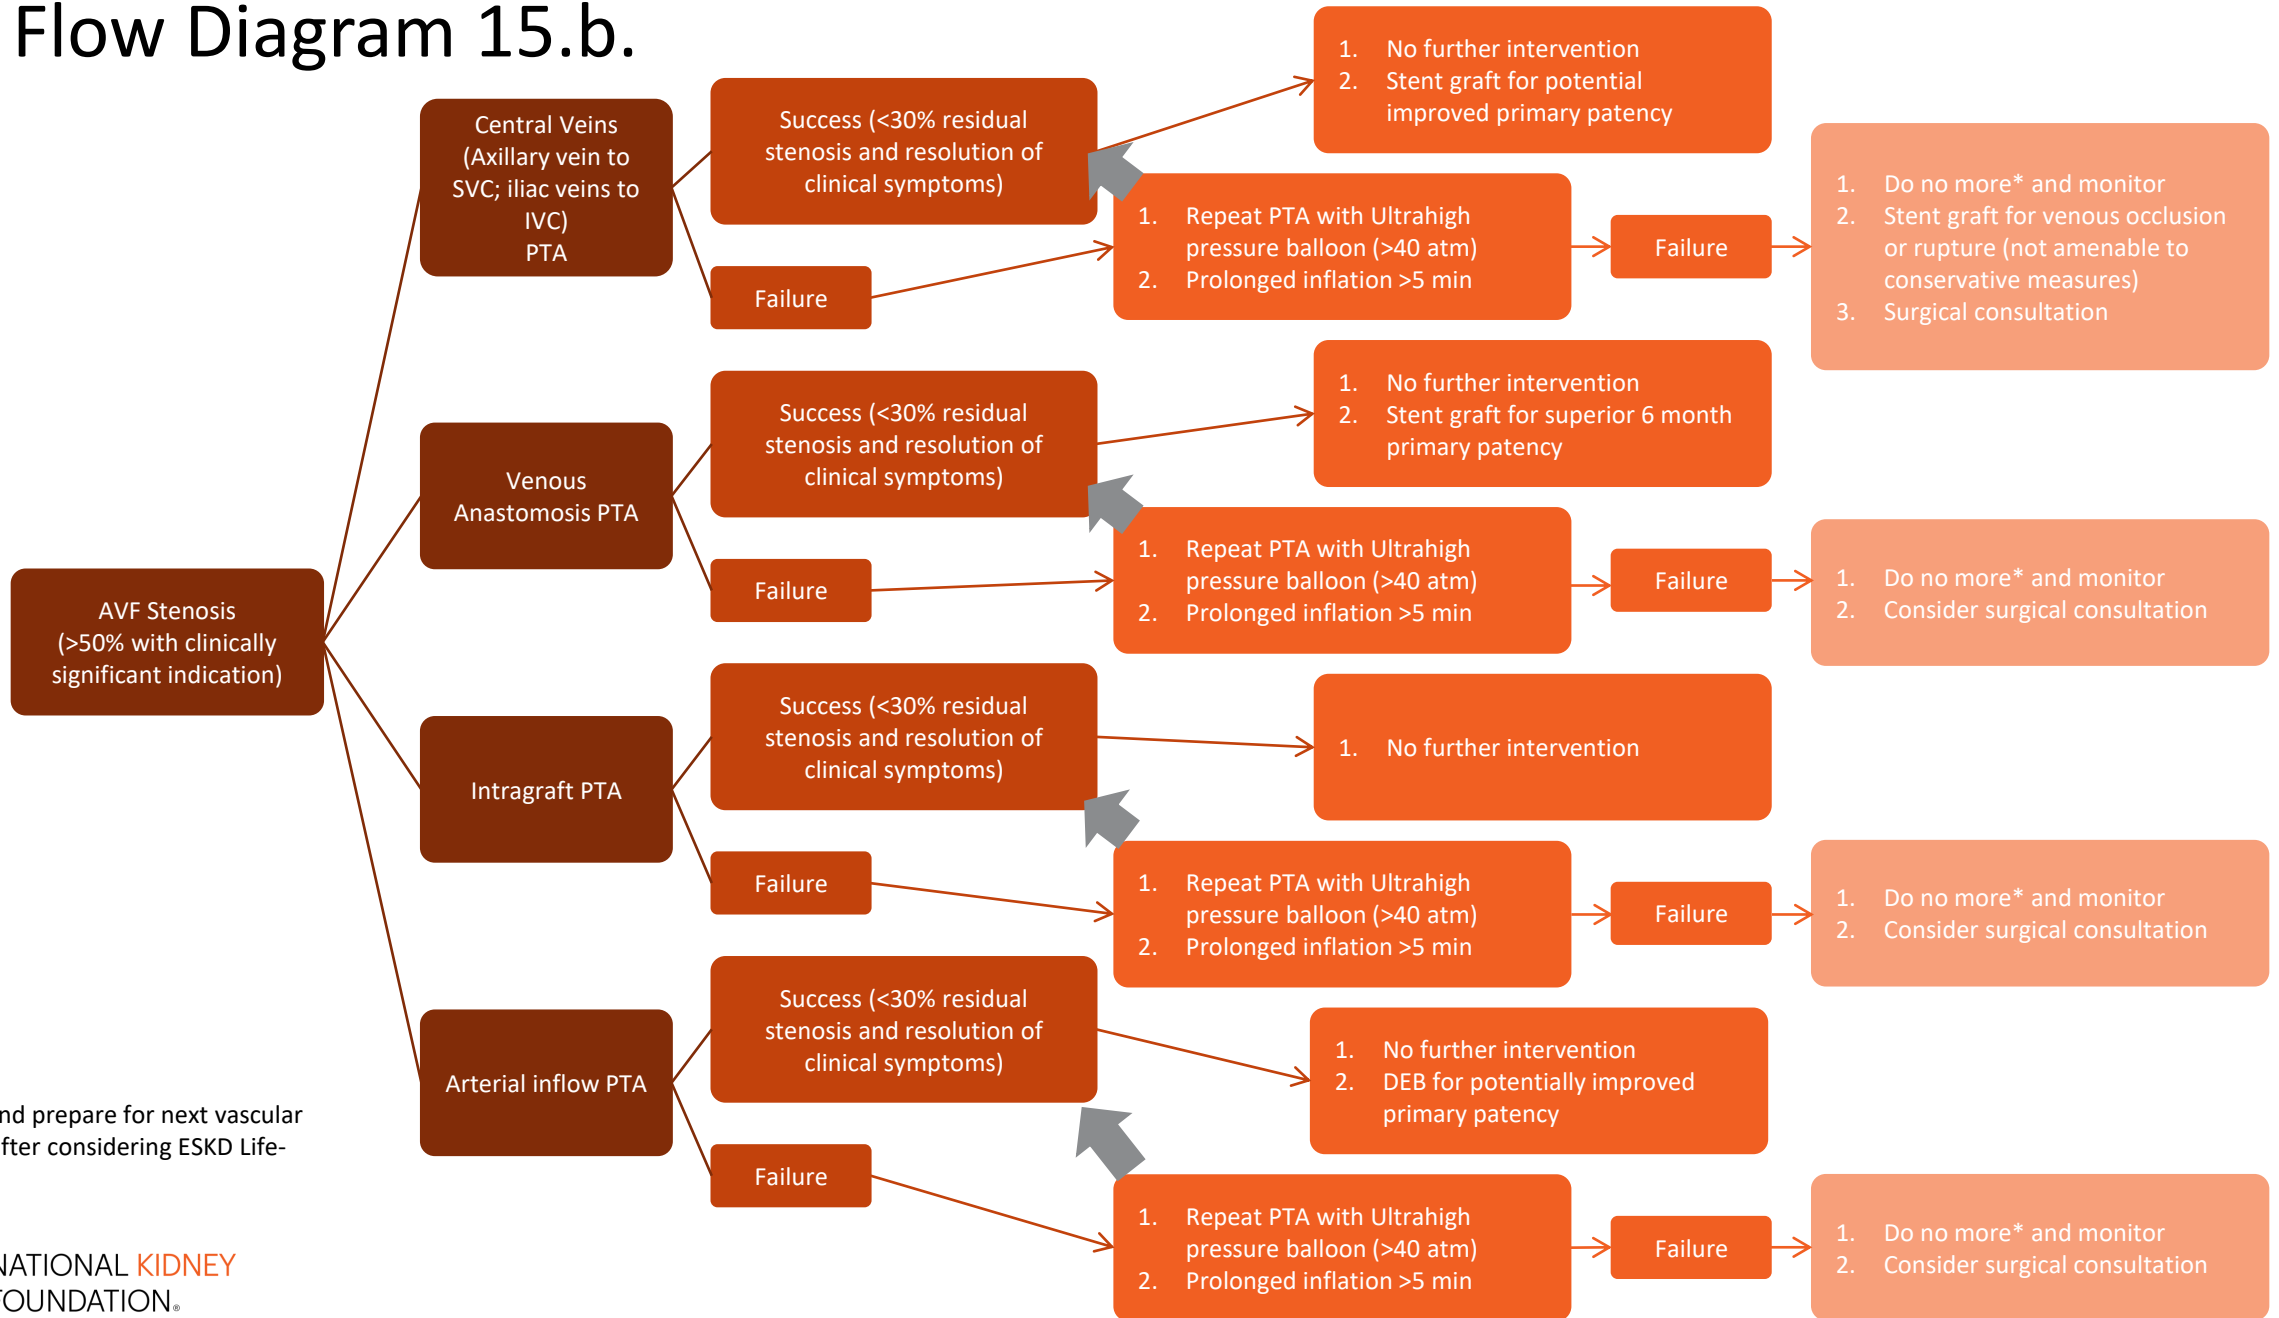 Flow Diagram 15.b.
AVF Stenosis
(>50% with clinically
significant indication)
Central Veins
(Axillary vein to
SVC; iliac veins to
IVC)
PTA
Success (<30% residual
stenosis and resolution of
clinical symptoms)
1. No further intervention
2. Stent graft for potential
improved primary patency
Failure
1. Repeat PTA with Ultrahigh
pressure balloon (>40 atm)
2. Prolonged inflation >5 min
Failure
1. Do no more* and monitor
2. Stent graft for venous occlusion
or rupture (not amenable to
conservative measures)
3. Surgical consultation
Venous
Anastomosis PTA
Success (<30% residual
stenosis and resolution of
clinical symptoms)
1. No further intervention
2. Stent graft for superior 6 month
primary patency
Failure
1. Repeat PTA with Ultrahigh
pressure balloon (>40 atm)
2. Prolonged inflation >5 min
Failure
1. Do no more* and monitor
2. Consider surgical consultation
Intragraft PTA
Success (<30% residual
stenosis and resolution of
clinical symptoms)
1. No further intervention
Failure
1. Repeat PTA with Ultrahigh
pressure balloon (>40 atm)
2. Prolonged inflation >5 min
Failure
1. Do no more* and monitor
2. Consider surgical consultation
Arterial inflow PTA
Success (<30% residual
stenosis and resolution of
clinical symptoms)
1. No further intervention
2. DEB for potentially improved
primary patency
Failure
1. Repeat PTA with Ultrahigh
pressure balloon (>40 atm)
2. Prolonged inflation >5 min
Failure
1. Do no more* and monitor
2. Consider surgical consultation
prepare for next vascular
considering ESKD Life-
NATIONAL KIDNEY
FOUNDATION®